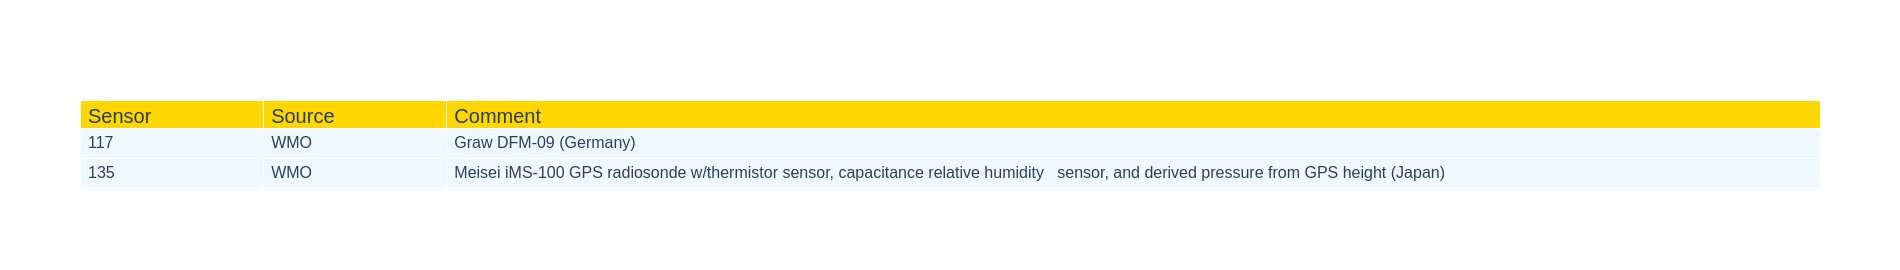 Sensor Source Comment
117 WMO Graw DFM-09 (Germany)
135 WMO Meisei iMS-100 GPS radiosonde w/thermistor sensor, capacitance relative humidity   sensor, and derived pressure from GPS height (Japan)